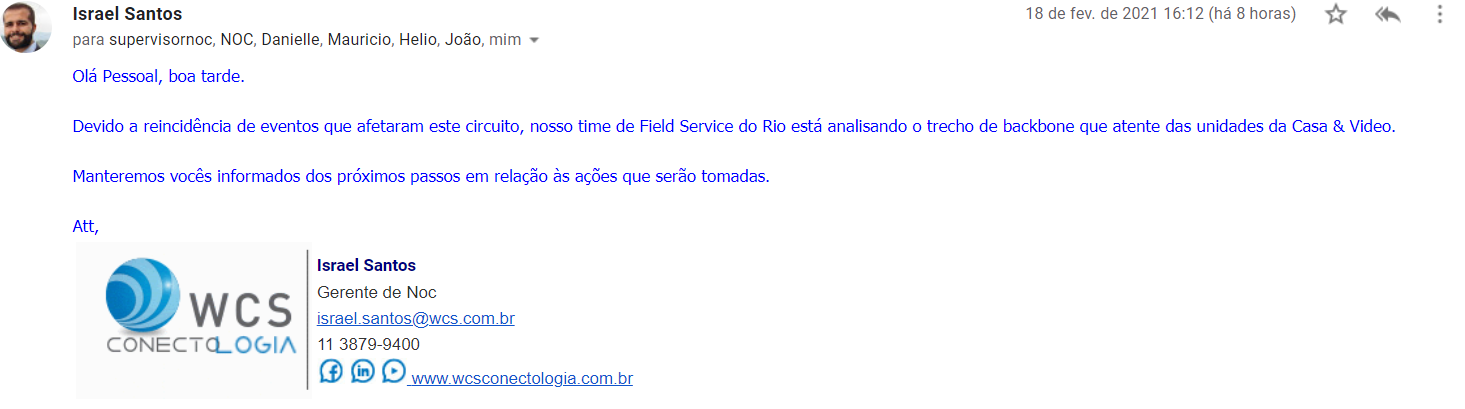 Israel Santos
18 de fev. de 2021 16:12 (há 8 horas)
para supervisornoc, NOC, Danielle, Mauricio, Helio, João, mim
Olá Pessoal, boa tarde.
Devido a reincidência de eventos que afetaram este circuito, nosso time de Field Service do Rio está analisando o trecho de backbone que atente das unidades da Casa & Video.
Manteremos vocês informados dos próximos passos em relação às ações que serão tomadas.
Att,
WCS
CONECTOLOGIA
Israel Santos
Gerente de Noc
israel.santos@wcs.com.br
11 3879-9400
www.wcsconectologia.com.br